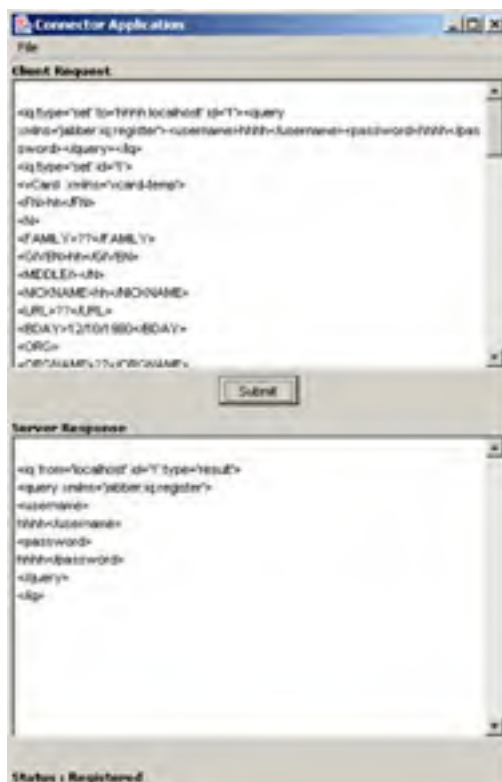 Connector Application
File
Client Request
<iq type='set' to='hhhh.localhost' id='1'><query
xmlns='jabber:iq:register'><username>hhhh</username><password>hhhh</pas
sword></query></iq>
<iq type='set' id='1'>
<vCard xmlns='vcard-temp'>
<FN>hh</FN>
<N>
<FAMILY>??</FAMILY>
<GIVEN>hh</GIVEN>
<MIDDLE/></N>
<NICKNAME>hh</NICKNAME>
<URL>??</URL>
<BDAY>12/10/1980</BDAY>
<ORG>
<ORGNAME>??</ORGNAME>
Submit
Server Response
<iq from='localhost' id='1' type='result'>
<query xmlns='jabber:iq:register'>
<username>
hhhh</username>
<password>
hhhh</password>
</query>
</iq>
Status : Registered